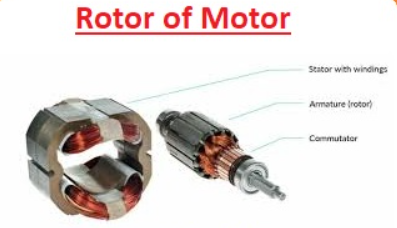 Rotor of Motor
Stator with windings
Armature (rotor)
Commutator